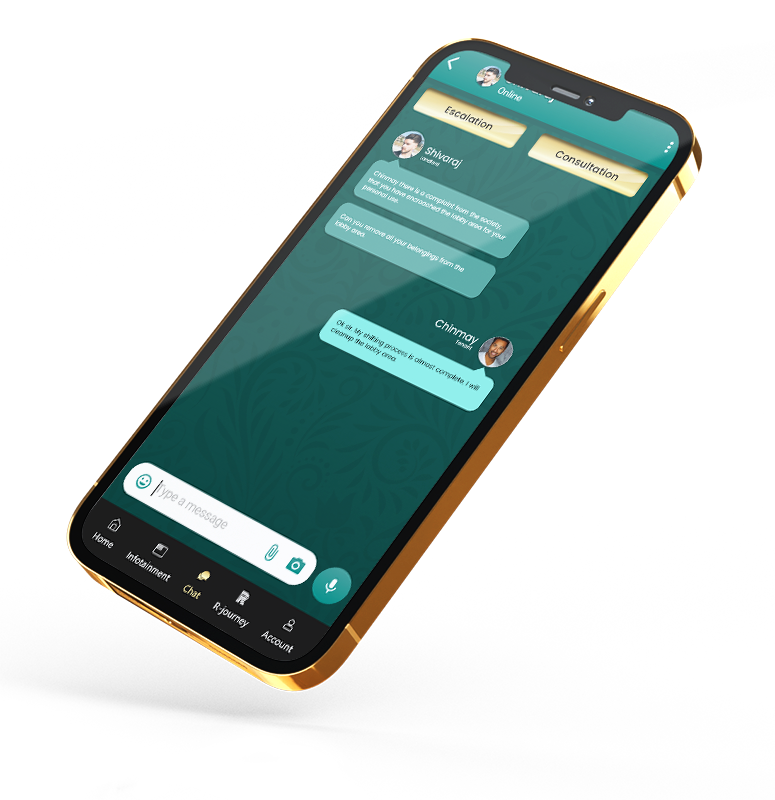 Online
Escalation
Consultation
Shivaraj
landlord
Chinmay there is a complaint from the society,
that you have encroached the lobby area for your
personal use.
Can you remove all your belongings from the
lobby area.
Chinmay
Tenant
Ok sir. My shifting process is almost complete. I will
cleanup the lobby area.
Type a message
Home
Infotainment
Chat
R-journey
Account